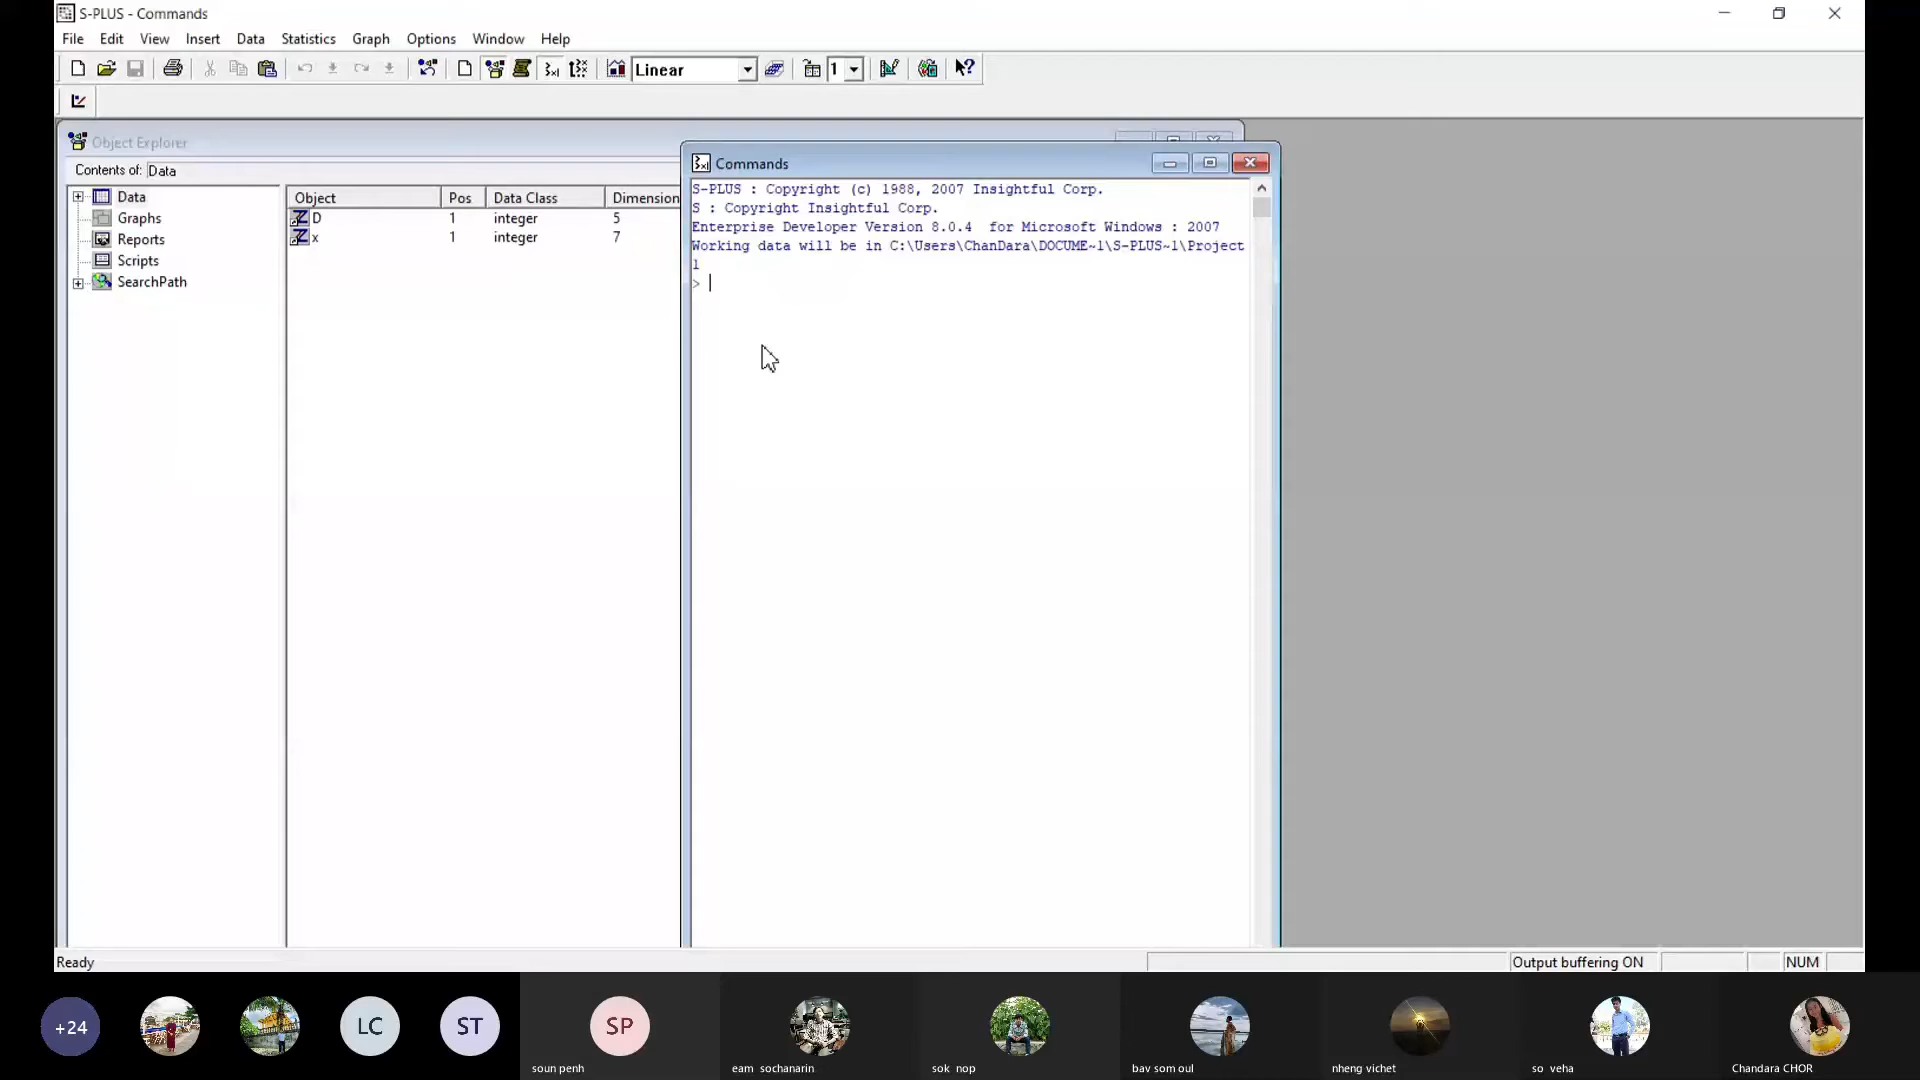 S-PLUS - Commands
File Edit View Insert Data Statistics Graph Options Window Help
Linear 1
Object Explorer
Contents of: Data
Data
Graphs
Reports
Scripts
SearchPath
Object Pos Data Class Dimension
D 1 integer 5
x 1 integer 7
Commands
S-PLUS : Copyright (c) 1988, 2007 Insightful Corp.
S : Copyright Insightful Corp.
Enterprise Developer Version 8.0.4 for Microsoft Windows : 2007
Working data will be in C:\Users\ChanDara\DOCUME~1\S-PLUS~1\Project
1
>
Ready
Output buffering ON NUM
+24 LC ST SP
soun penh eam sochanarin sok nop bav som oul nheng vichet so veha Chandara CHOR